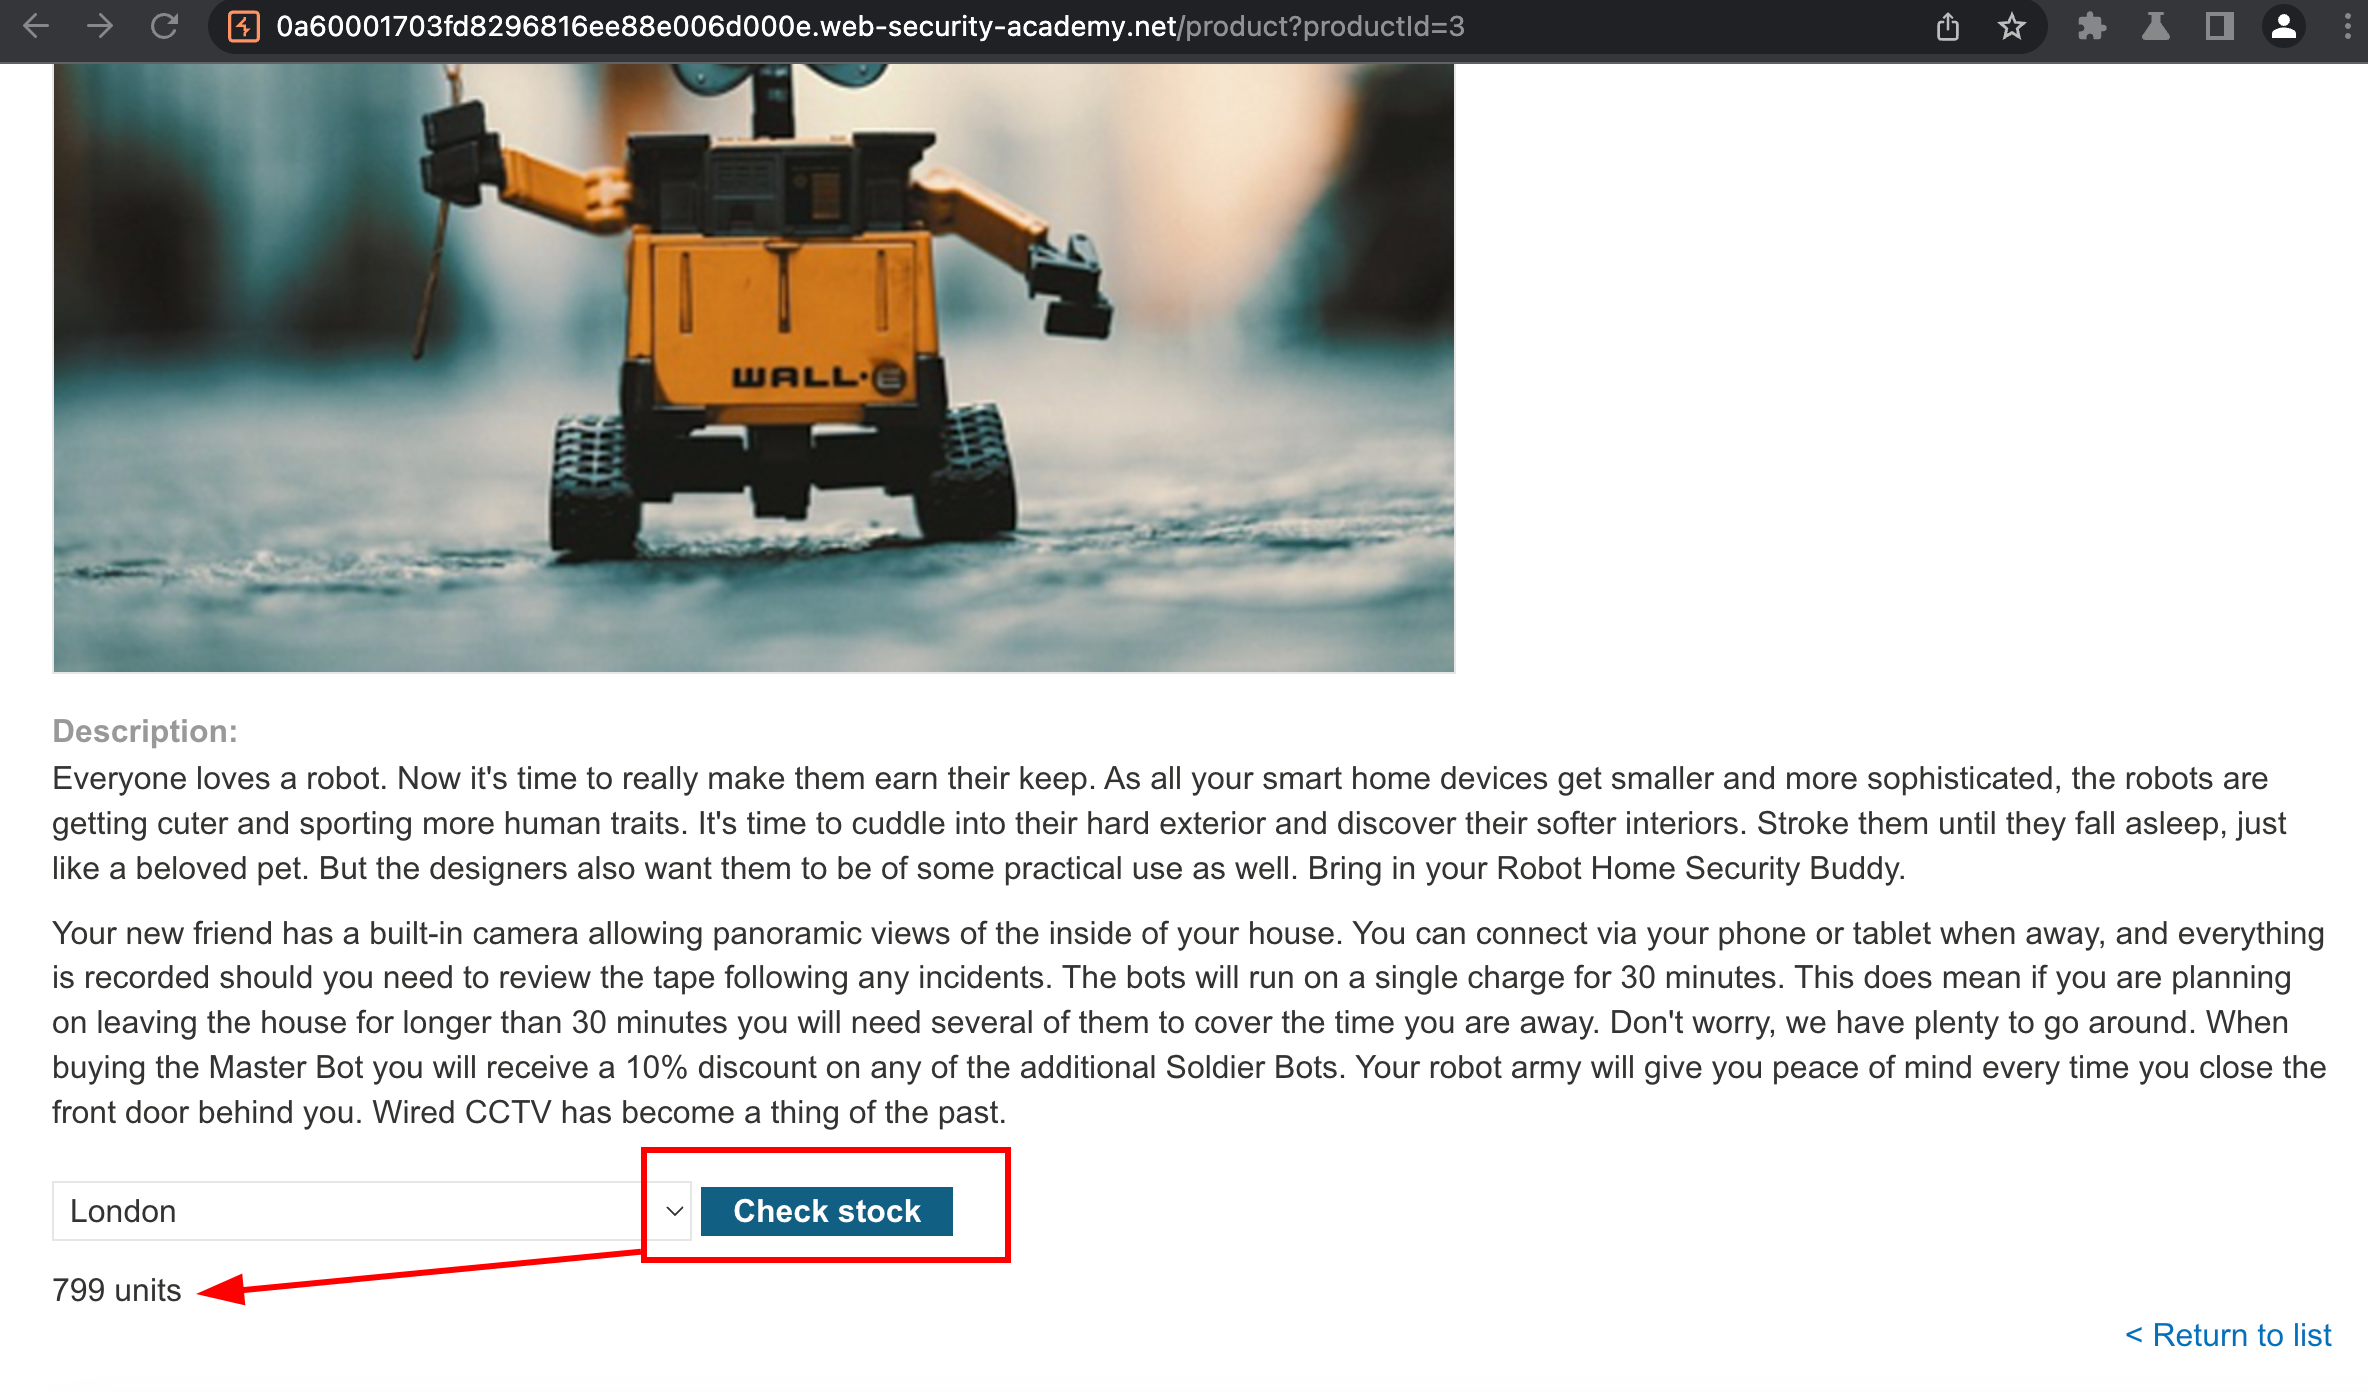 0a60001703fd8296816ee88e006d000e.web-security-academy.net/product?productId=3
WALL·E
Description:
Everyone loves a robot. Now it's time to really make them earn their keep. As all your smart home devices get smaller and more sophisticated, the robots are
getting cuter and sporting more human traits. It's time to cuddle into their hard exterior and discover their softer interiors. Stroke them until they fall asleep, just
like a beloved pet. But the designers also want them to be of some practical use as well. Bring in your Robot Home Security Buddy.
Your new friend has a built-in camera allowing panoramic views of the inside of your house. You can connect via your phone or tablet when away, and everything
is recorded should you need to review the tape following any incidents. The bots will run on a single charge for 30 minutes. This does mean if you are planning
on leaving the house for longer than 30 minutes you will need several of them to cover the time you are away. Don't worry, we have plenty to go around. When
buying the Master Bot you will receive a 10% discount on any of the additional Soldier Bots. Your robot army will give you peace of mind every time you close the
front door behind you. Wired CCTV has become a thing of the past.
London
Check stock
799 units
< Return to list